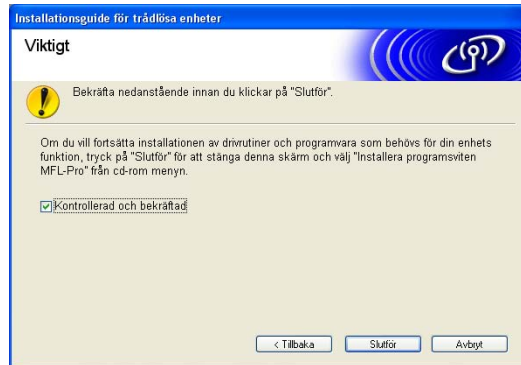 Installationsguide för trådlösa enheter
Viktigt
Bekräfta nedanstående innan du klickar på "Slutför".
Om du vill fortsätta installationen av drivrutiner och programvara som behövs för din enhets
funktion, tryck på "Slutför" för att stänga denna skärm och välj "Installera programsviten
MFL-Pro" från cd-rom menyn.
Kontrollerad och bekräftad
< Tillbaka Slutför Avbryt